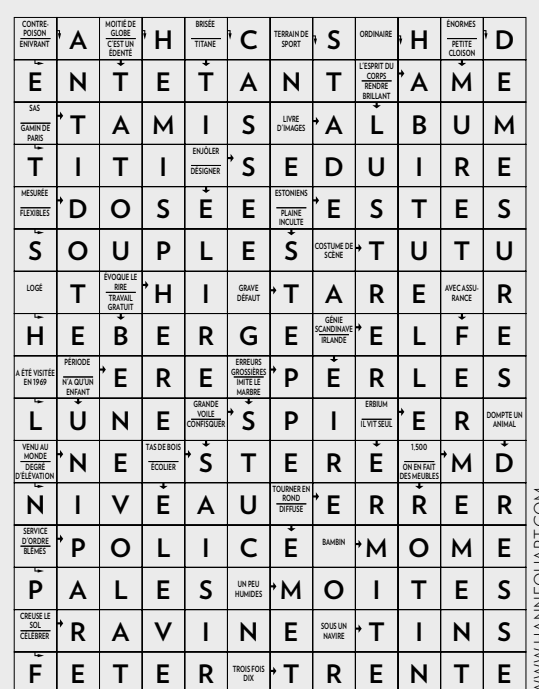 CONTRE-
POISON
ENIVRANT
A
MOITIÉ DE
GLOBE
C'EST UN
ÉDENTÉ
H
BRISÉE
TITANE
C
TERRAIN DE
SPORT
S
ORDINAIRE
H
ÉNORMES
PETITE
CLOISON
D
E N T E T A N T
L'ESPRIT DU
CORPS
RENDRE
BRILLANT
A M E
SAS
GAMIN DE
PARIS
T A M I S
LIVRE
D'IMAGES
A L B U M
T I T I
ENJÔLER
DÉSIGNER
S E D U I R E
MESURÉE
FLEXIBLES
D O S E E
ESTONIENS
PLAINE
INCULTE
E S T E S
S O U P L E S
COSTUME DE
SCÈNE
T U T U
LOGÉ
T
ÉVOQUE LE
RIRE
TRAVAIL
GRATUIT
H I
GRAVE
DÉFAUT
T A R E
AVEC ASSU-
RANCE
R
H E B E R G E
GÉNIE
SCANDINAVE
IRLANDE
E L F E
A ÉTÉ VISITÉE
EN 1969
PÉRIODE
N'A QU'UN
ENFANT
E R E
ERREURS
GROSSIÈRES
IMITE LE
MARBRE
P E R L E S
L U N E
GRANDE
VOILE
CONFISQUER
S P I
ERBIUM
IL VIT SEUL
E R
DOMPTE UN
ANIMAL
VENU AU
MONDE
DEGRÉ
D'ÉLÉVATION
N E
TAS DE BOIS
ÉCOLIER
S T E R E
1,500
ON EN FAIT
DES MEUBLES
M D
N I V E A U
TOURNER EN
ROND
DIFFUSE
E R R E R
SERVICE
D'ORDRE
BLÊMES
P O L I C E
BAMBIN
M O M E
P A L E S
UN PEU
HUMIDES
M O I T E S
CREUSE LE
SOL
CÉLÉBRER
R A V I N E
SOUS UN
NAVIRE
T I N S
F E T E R
TROIS FOIS
DIX
T R E N T E
WWW.HANNEQUART.COM